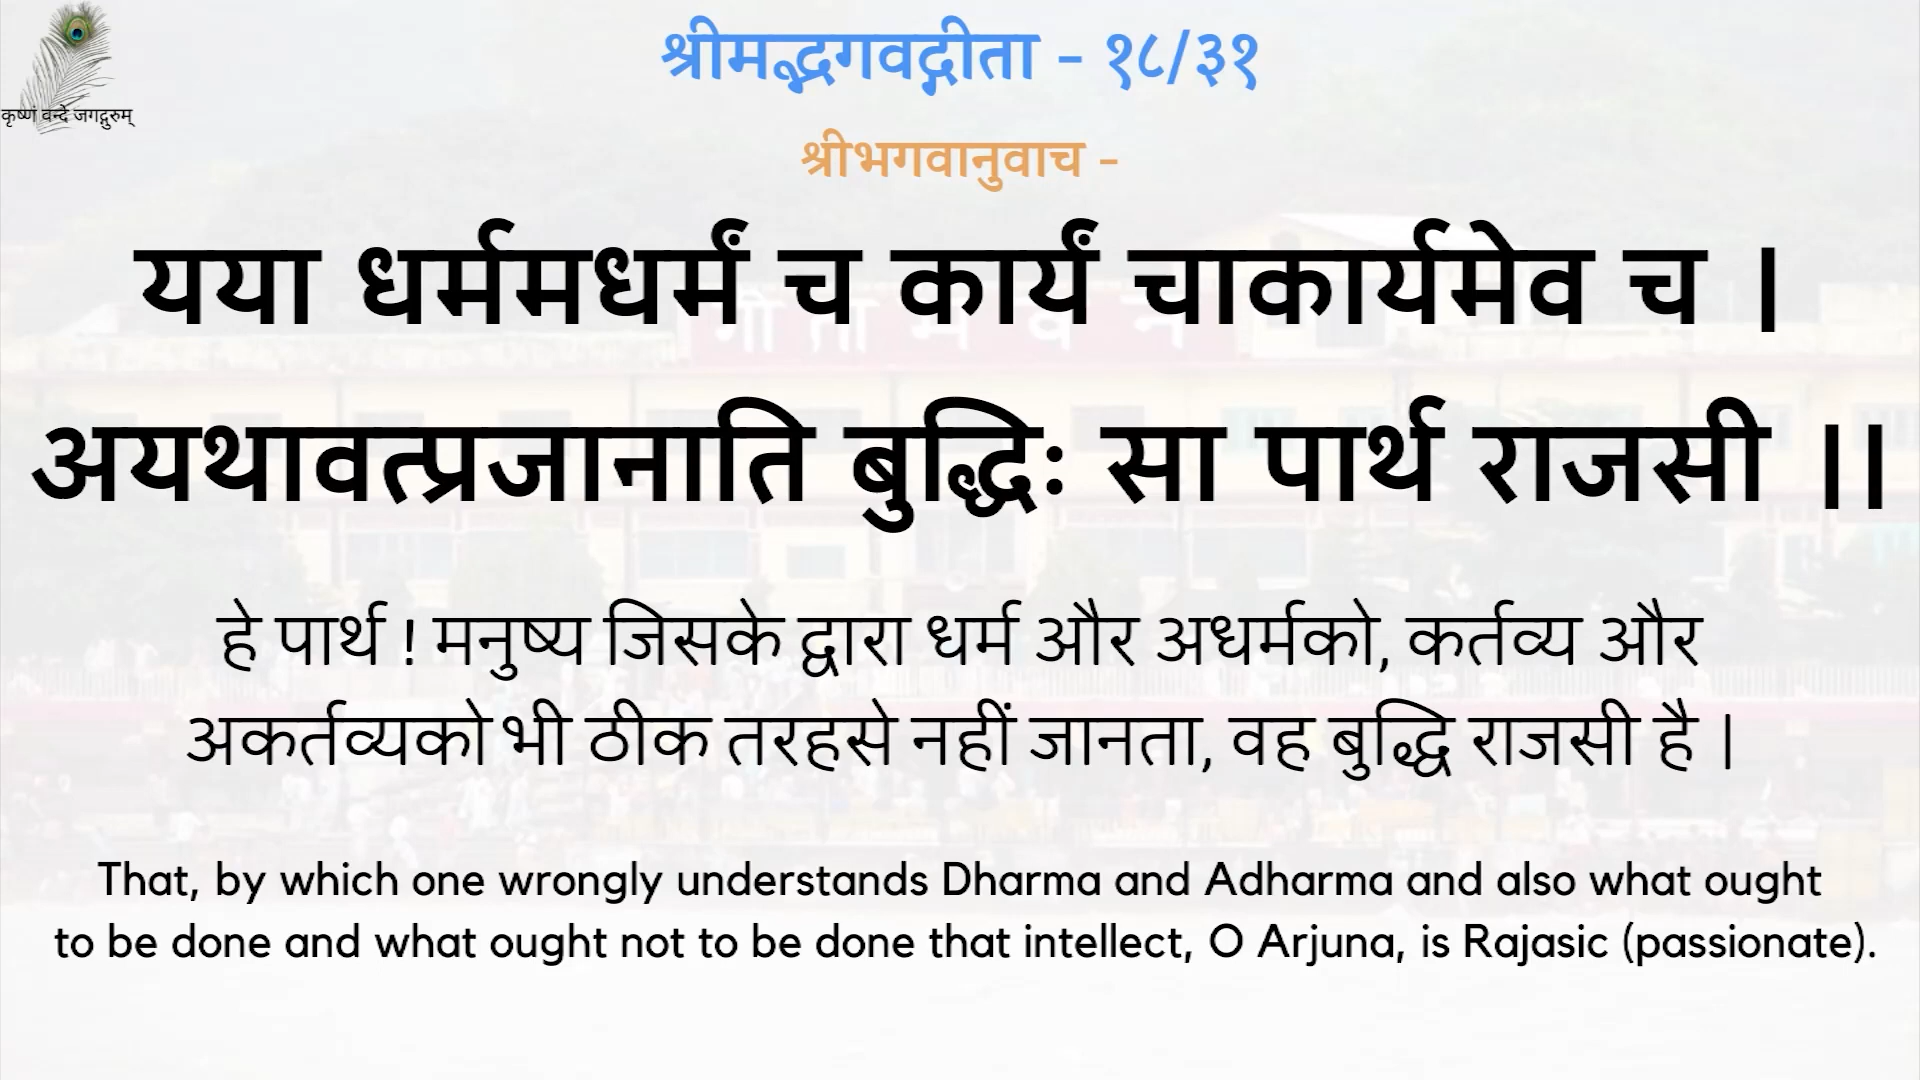 श्रीमद्भगवद्गीता - १८/३१
कृष्णं वन्दे जगद्गुरुम्
श्रीभगवानुवाच -
यया धर्ममधर्मं च कार्यं चाकार्यमेव च ।
गीता भवन
अयथावत्प्रजानाति बुद्धिः सा पार्थ राजसी ।।
हे पार्थ ! मनुष्य जिसके द्वारा धर्म और अधर्मको, कर्तव्य और
अकर्तव्यको भी ठीक तरहसे नहीं जानता, वह बुद्धि राजसी है |
That, by which one wrongly understands Dharma and Adharma and also what ought
to be done and what ought not to be done that intellect, O Arjuna, is Rajasic (passionate).